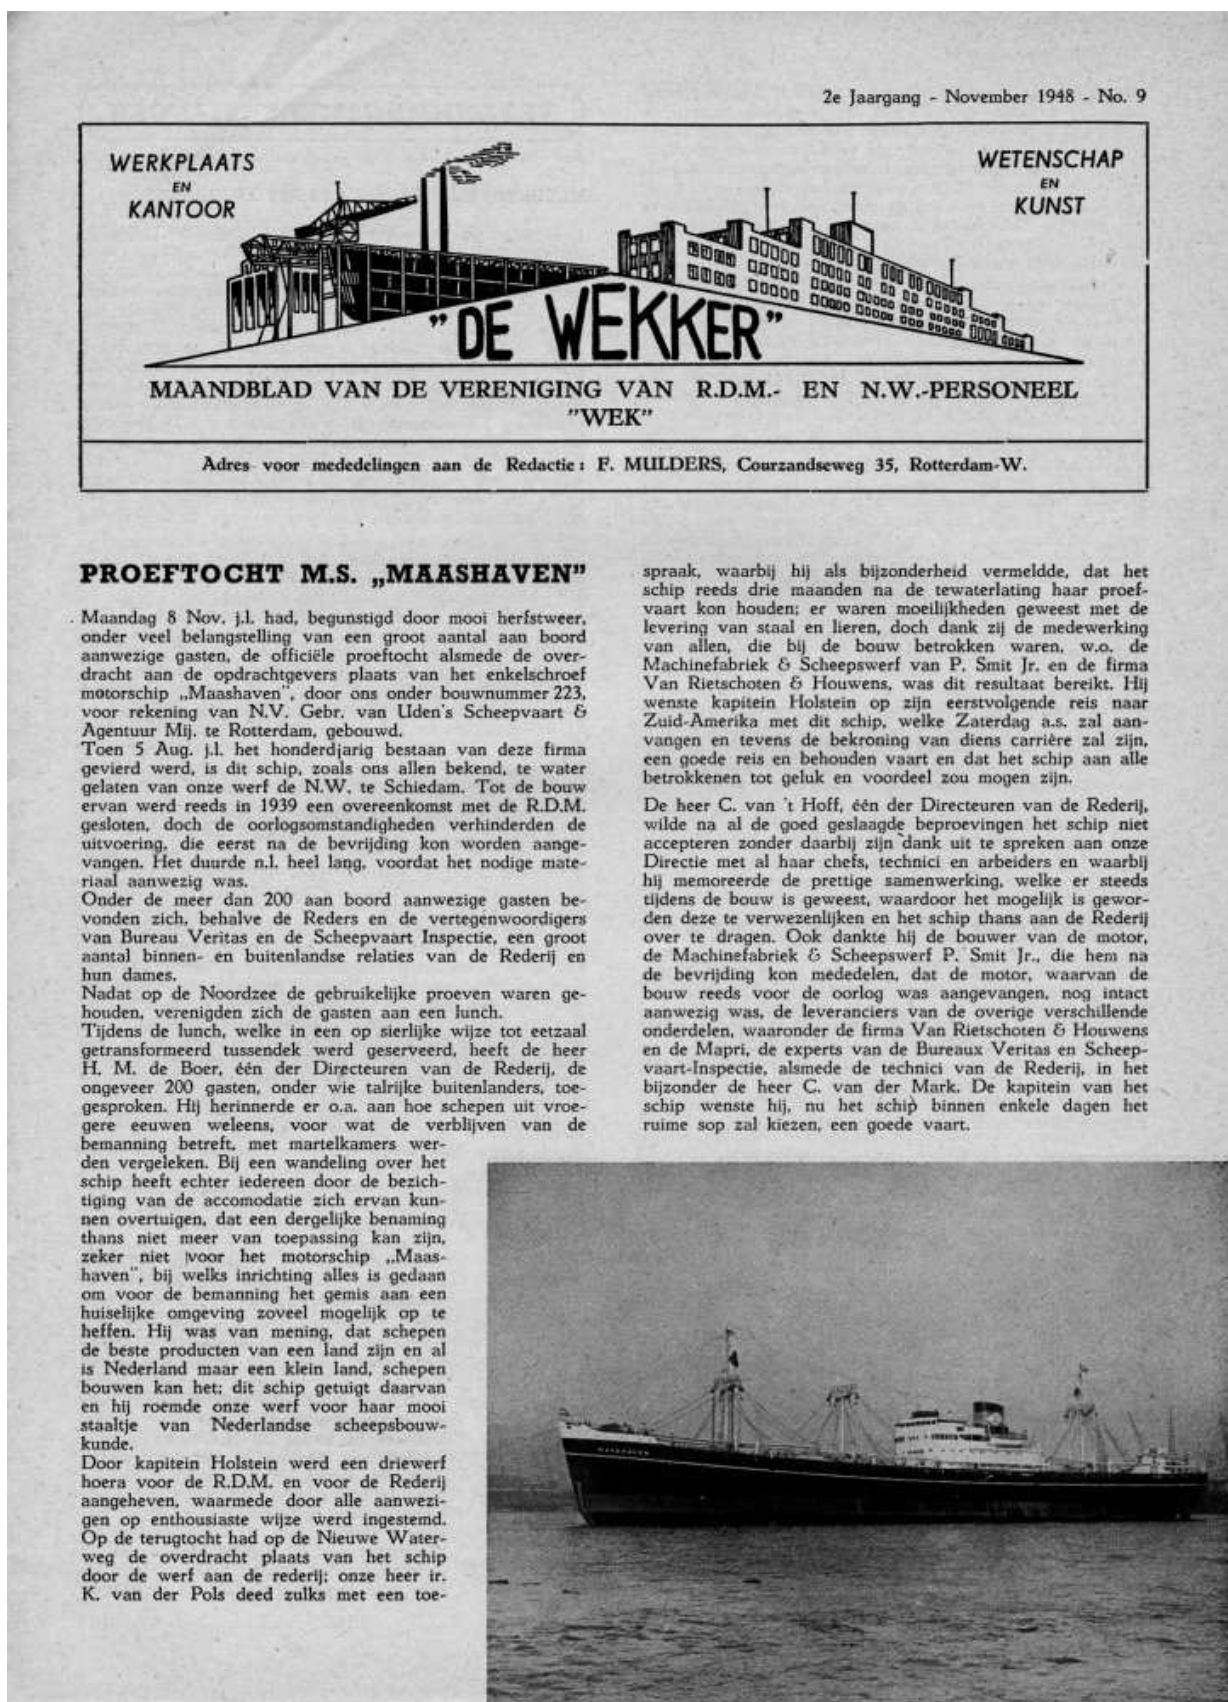 2e Jaargang - November 1948 - No. 9
WERKPLAATS
EN
KANTOOR
WETENSCHAP
EN
KUNST
"DE WEKKER"
MAANDBLAD VAN DE VERENIGING VAN R.D.M.- EN N.W.-PERSONEEL
"WEK"
Adres voor mededelingen aan de Redactie: F. MULDERS, Courzandseweg 35, Rotterdam-W.
PROEFTOCHT M.S. „MAASHAVEN”
Maandag 8 Nov. j.l. had, begunstigd door mooi herfstweer,
onder veel belangstelling van een groot aantal aan boord
aanwezige gasten, de officiële proeftocht alsmede de over-
dracht aan de opdrachtgevers plaats van het enkelschroef
motorschip „Maashaven”, door ons onder bouwnummer 223,
voor rekening van N.V. Gebr. van Uden's Scheepvaart &
Agentuur Mij. te Rotterdam, gebouwd.
Toen 5 Aug. j.l. het honderdjarig bestaan van deze firma
gevierd werd, is dit schip, zoals ons allen bekend, te water
gelaten van onze werf de N.W. te Schiedam. Tot de bouw
ervan werd reeds in 1939 een overeenkomst met de R.D.M.
gesloten, doch de oorlogsomstandigheden verhinderden de
uitvoering, die eerst na de bevrijding kon worden aange-
vangen. Het duurde n.l. heel lang, voordat het nodige mate-
riaal aanwezig was.
Onder de meer dan 200 aan boord aanwezige gasten be-
vonden zich, behalve de Reders en de vertegenwoordigers
van Bureau Veritas en de Scheepvaart Inspectie, een groot
aantal binnen- en buitenlandse relaties van de Rederij en
hun dames.
Nadat op de Noordzee de gebruikelijke proeven waren ge-
houden, verenigden zich de gasten aan een lunch.
Tijdens de lunch, welke in een op sierlijke wijze tot eetzaal
getransformeerd tussendek werd geserveerd, heeft de heer
H. M. de Boer, één der Directeuren van de Rederij, de
ongeveer 200 gasten, onder wie talrijke buitenlanders, toe-
gesproken. Hij herinnerde er o.a. aan hoe schepen uit vroe-
gere eeuwen weleens, voor wat de verblijven van de
bemanning betreft, met martelkamers wer-
den vergeleken. Bij een wandeling over het
schip heeft echter iedereen door de bezich-
tiging van de accomodatie zich ervan kun-
nen overtuigen, dat een dergelijke benaming
thans niet meer van toepassing kan zijn,
zeker niet voor het motorschip „Maas-
haven”, bij welks inrichting alles is gedaan
om voor de bemanning het gemis aan een
huiselijke omgeving zoveel mogelijk op te
heffen. Hij was van mening, dat schepen
de beste producten van een land zijn en al
is Nederland maar een klein land, schepen
bouwen kan het; dit schip getuigt daarvan
en hij roemde onze werf voor haar mooi
staaltje van Nederlandse scheepsbouw-
kunde.
Door kapitein Holstein werd een driewerf
hoera voor de R.D.M. en voor de Rederij
aangeheven, waarmede door alle aanwezi-
gen op enthousiaste wijze werd ingestemd.
Op de terugtocht had op de Nieuwe Water-
weg de overdracht plaats van het schip
door de werf aan de rederij; onze heer ir.
K. van der Pols deed zulks met een toe-
spraak, waarbij hij als bijzonderheid vermeldde, dat het
schip reeds drie maanden na de tewaterlating haar proef-
vaart kon houden; er waren moeilijkheden geweest met de
levering van staal en lieren, doch dank zij de medewerking
van allen, die bij de bouw betrokken waren, w.o. de
Machinefabriek & Scheepswerf van P. Smit Jr. en de firma
Van Rietschoten & Houwens, was dit resultaat bereikt. Hij
wenste kapitein Holstein op zijn eerstvolgende reis naar
Zuid-Amerika met dit schip, welke Zaterdag a.s. zal aan-
vangen en tevens de bekroning van diens carrière zal zijn,
een goede reis en behouden vaart en dat het schip aan alle
betrokkenen tot geluk en voordeel zou mogen zijn.
De heer C. van 't Hoff, één der Directeuren van de Rederij,
wilde na al de goed geslaagde beproevingen het schip niet
accepteren zonder daarbij zijn dank uit te spreken aan onze
Directie met al haar chefs, technici en arbeiders en waarbij
hij memoreerde de prettige samenwerking, welke er steeds
tijdens de bouw is geweest, waardoor het mogelijk is gewor-
den deze te verwezenlijken en het schip thans aan de Rederij
over te dragen. Ook dankte hij de bouwer van de motor,
de Machinefabriek & Scheepswerf P. Smit Jr., die hem na
de bevrijding kon mededelen, dat de motor, waarvan de
bouw reeds voor de oorlog was aangevangen, nog intact
aanwezig was, de leveranciers van de overige verschillende
onderdelen, waaronder de firma Van Rietschoten & Houwens
en de Mapri, de experts van de Bureaux Veritas en Scheep-
vaart-Inspectie, alsmede de technici van de Rederij, in het
bijzonder de heer C. van der Mark. De kapitein van het
schip wenste hij, nu het schip binnen enkele dagen het
ruime sop zal kiezen, een goede vaart.
MAASHAVEN